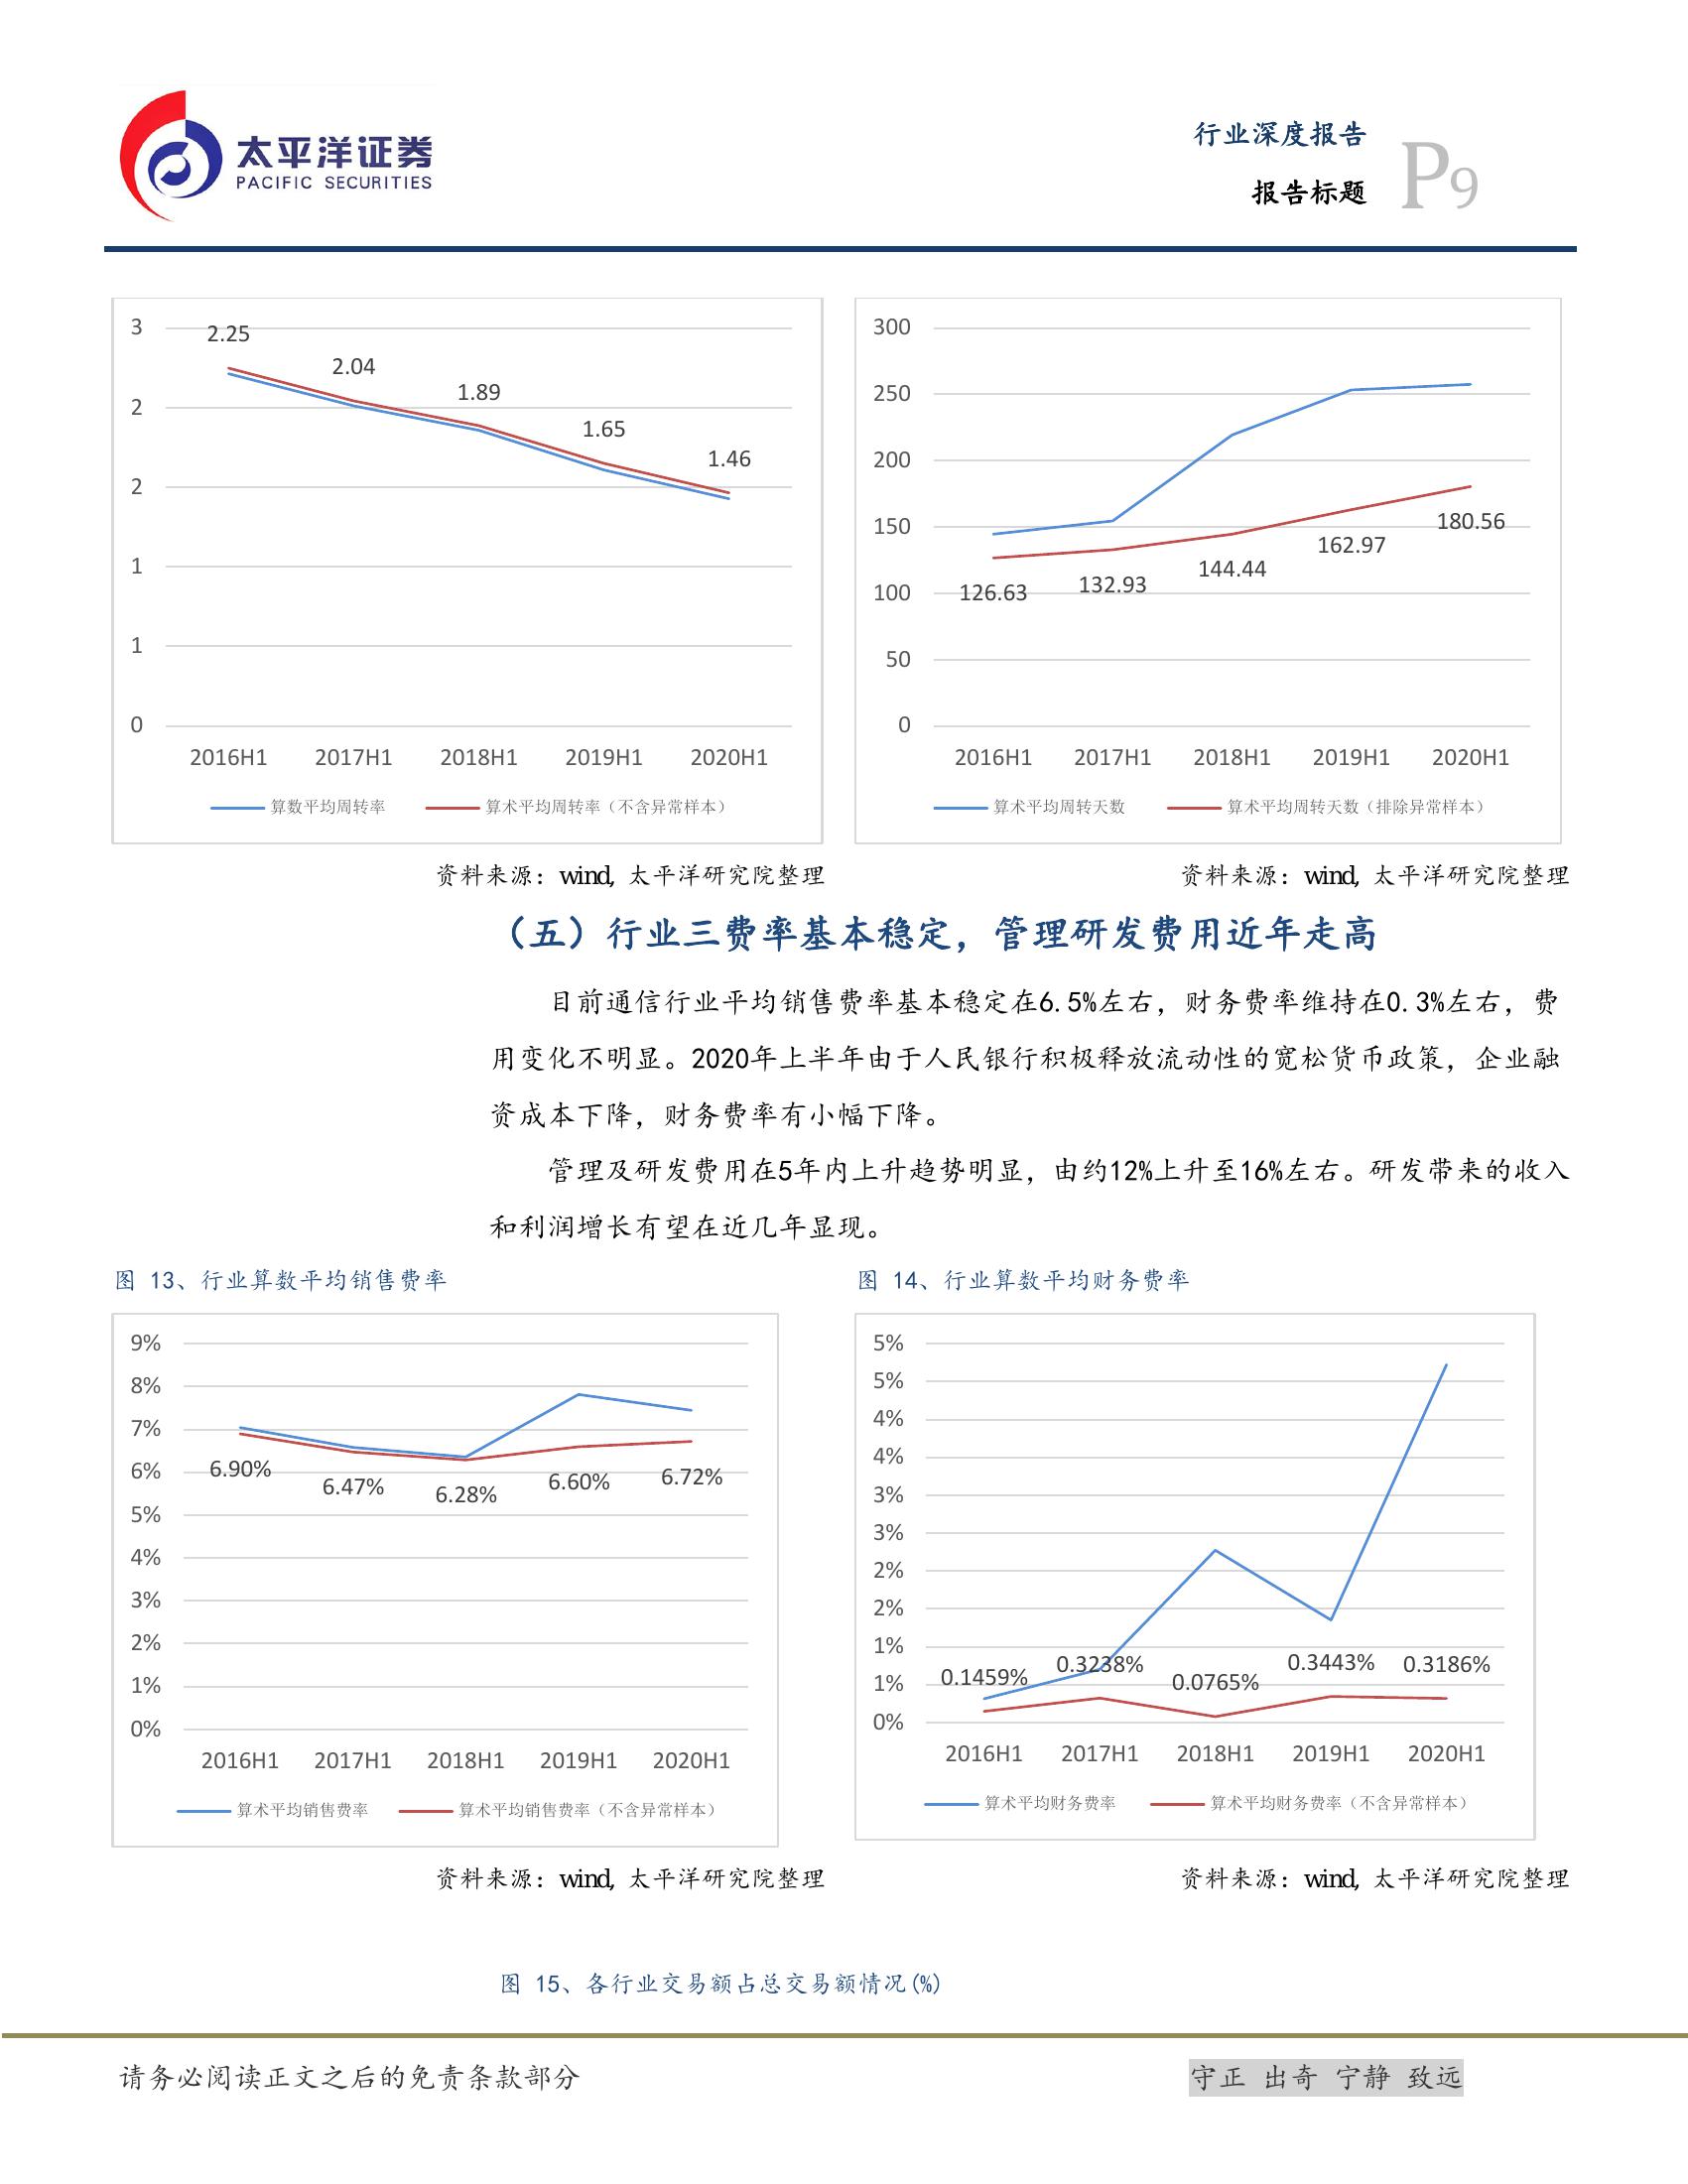 太平洋证券
PACIFIC SECURITIES
行业深度报告
报告标题
P9
3
2
2
1
1
0
2.25
2.04
1.89
1.65
1.46
2016H1 2017H1 2018H1 2019H1 2020H1
算数平均周转率 算术平均周转率（不含异常样本）
300
250
200
150
100
50
0
126.63
132.93
144.44
162.97
180.56
2016H1 2017H1 2018H1 2019H1 2020H1
算术平均周转天数 算术平均周转天数（排除异常样本）
资料来源：wind, 太平洋研究院整理
资料来源：wind, 太平洋研究院整理
（五）行业三费率基本稳定，管理研发费用近年走高
目前通信行业平均销售费率基本稳定在6.5%左右，财务费率维持在0.3%左右，费
用变化不明显。2020年上半年由于人民银行积极释放流动性的宽松货币政策，企业融
资成本下降，财务费率有小幅下降。
管理及研发费用在5年内上升趋势明显，由约12%上升至16%左右。研发带来的收入
和利润增长有望在近几年显现。
图 13、行业算数平均销售费率
图 14、行业算数平均财务费率
9%
8%
7%
6%
5%
4%
3%
2%
1%
0%
6.90%
6.47%
6.28%
6.60%
6.72%
2016H1 2017H1 2018H1 2019H1 2020H1
算术平均销售费率 算术平均销售费率（不含异常样本）
5%
5%
4%
4%
3%
3%
2%
2%
1%
1%
0%
0.1459%
0.3238%
0.0765%
0.3443%
0.3186%
2016H1 2017H1 2018H1 2019H1 2020H1
算术平均财务费率 算术平均财务费率（不含异常样本）
资料来源：wind, 太平洋研究院整理
资料来源：wind, 太平洋研究院整理
图 15、各行业交易额占总交易额情况(%)
请务必阅读正文之后的免责条款部分
守正 出奇 宁静 致远